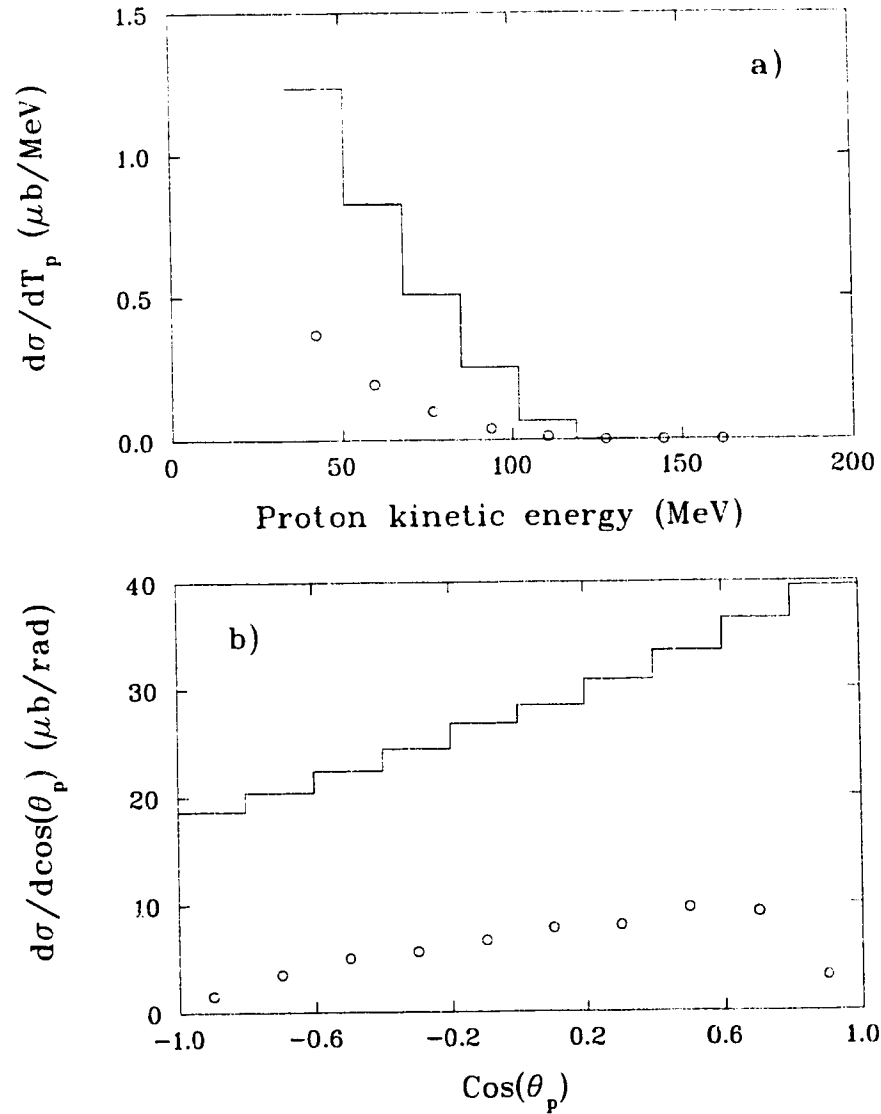 1.5
a)
1.0
0.5
0.0
dσ/dT_p (μb/MeV)
0 50 100 150 200
Proton kinetic energy (MeV)
40
b)
30
20
10
0
dσ/dcos(θ_p) (μb/rad)
-1.0 -0.6 -0.2 0.2 0.6 1.0
Cos(θ_p)